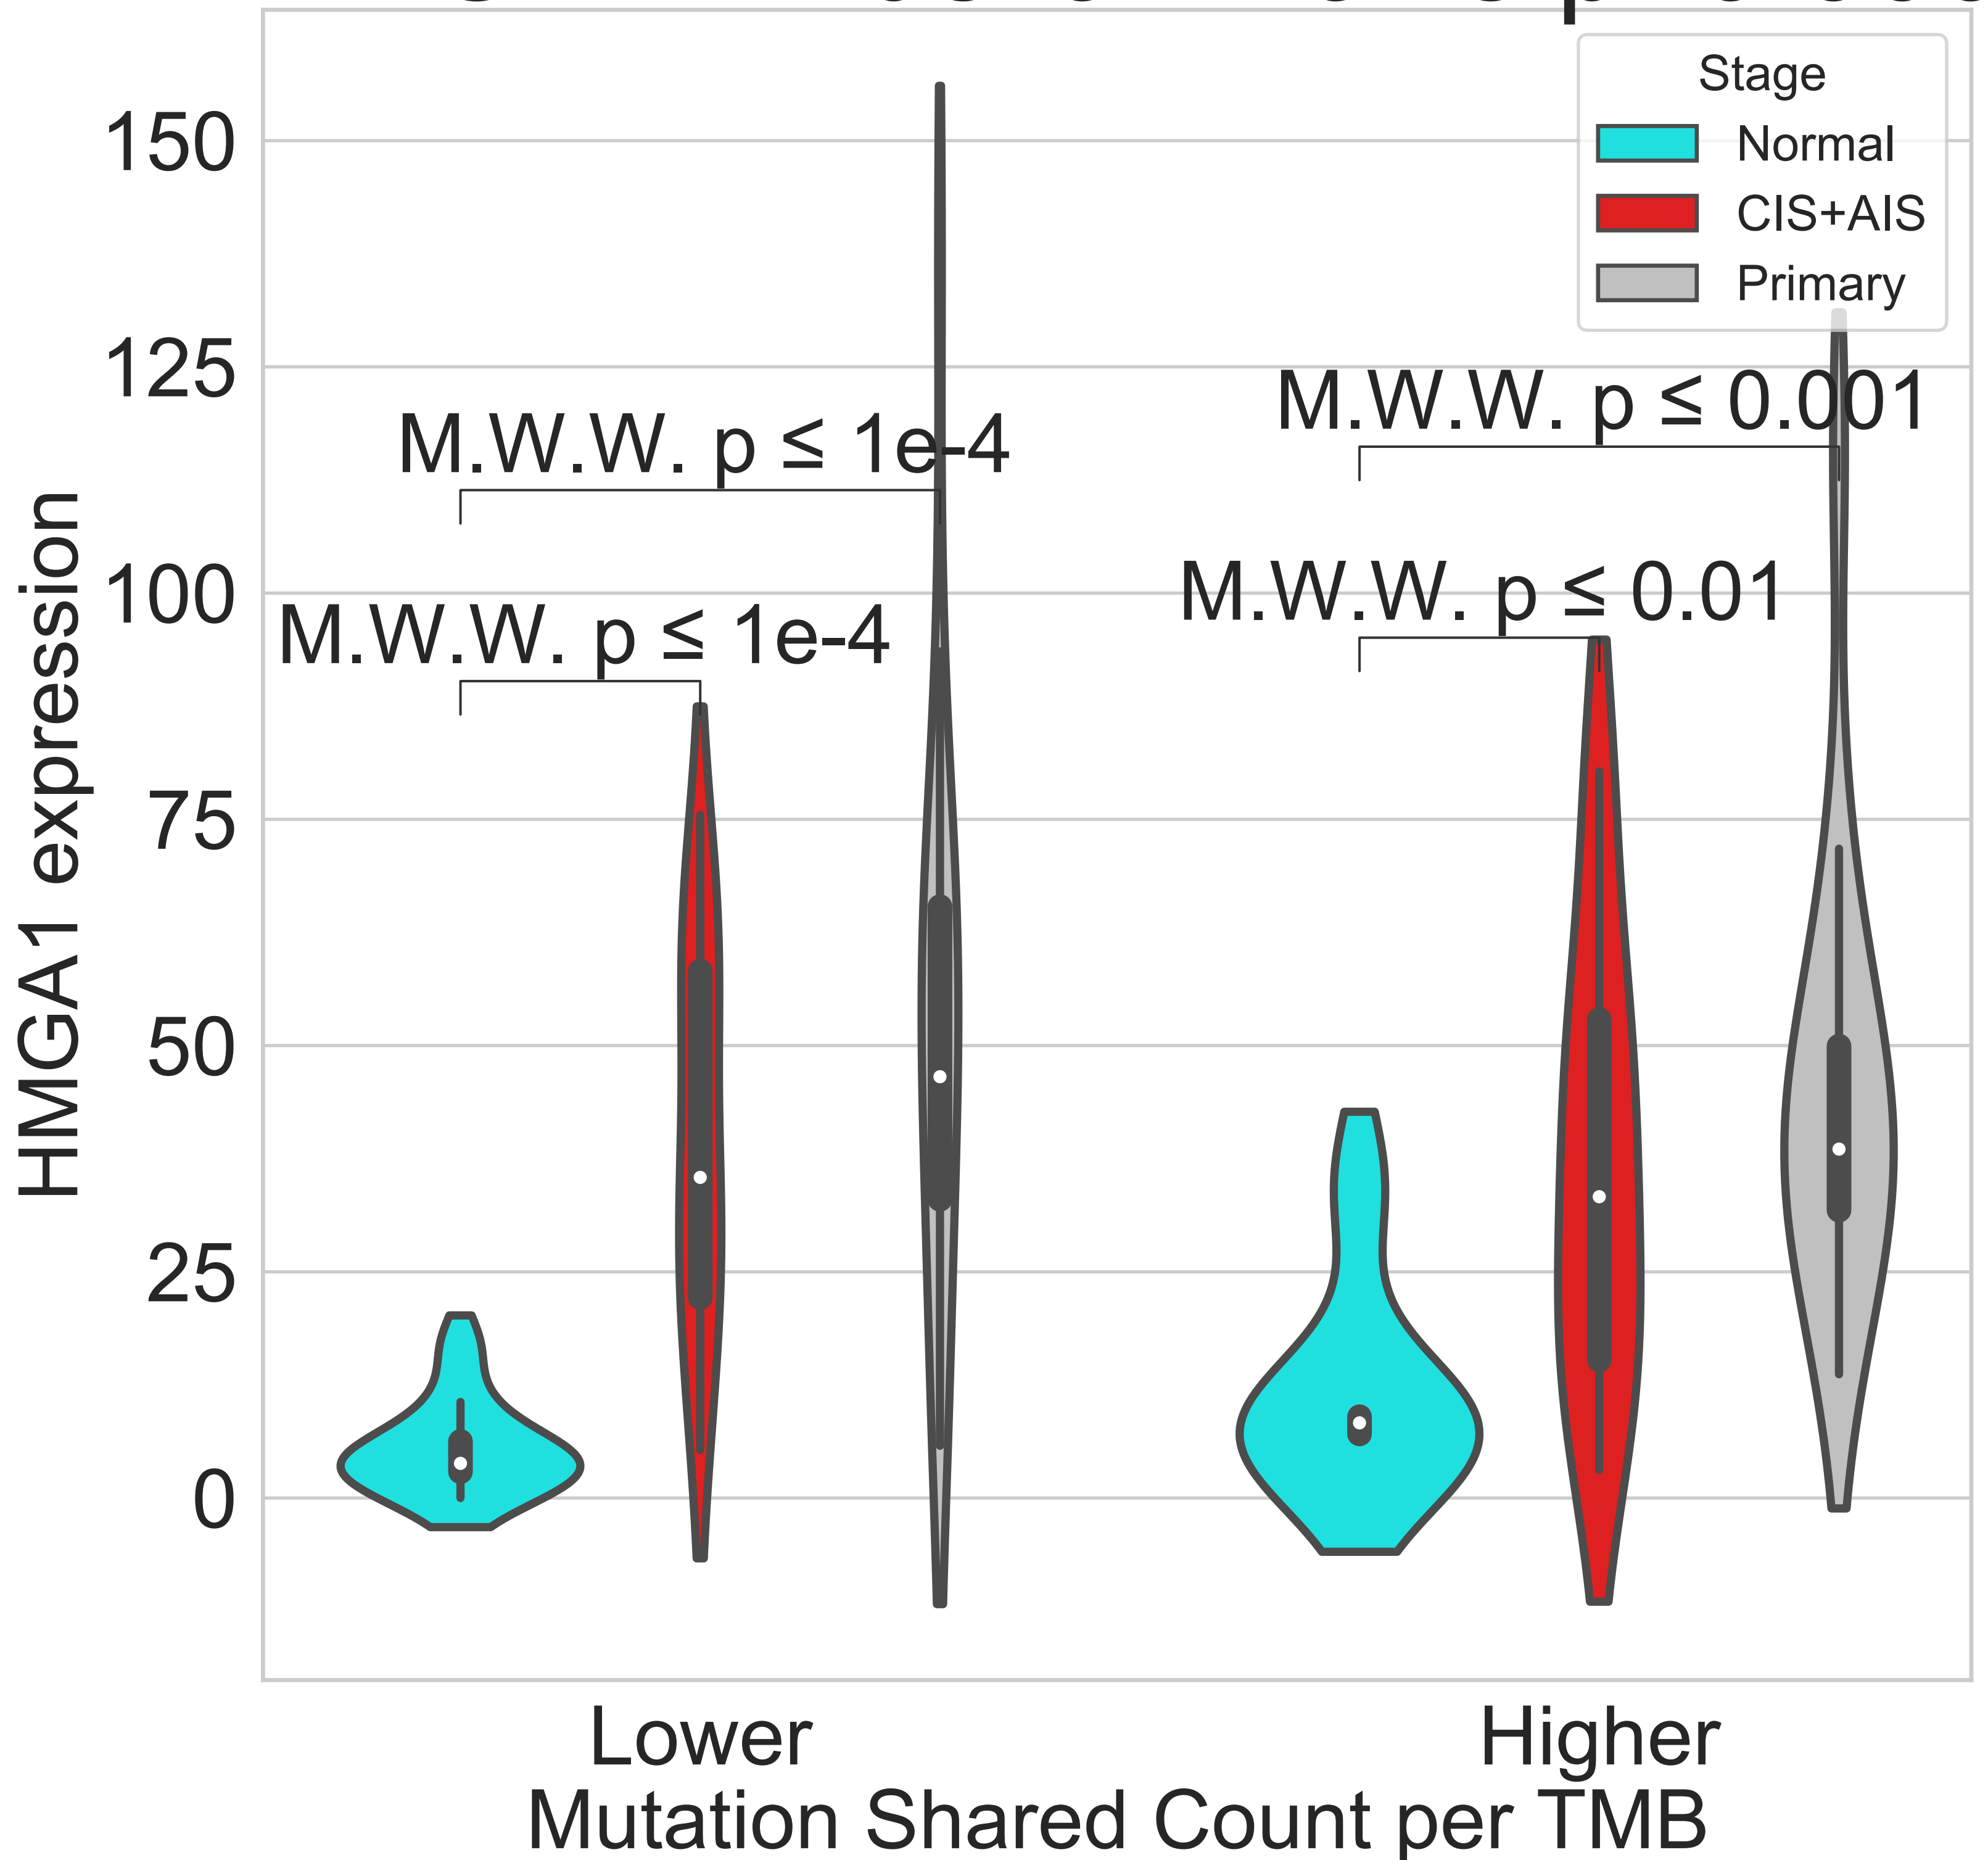 Stage
Normal
CIS+AIS
Primary
150
125
100
75
50
25
0
HMGA1 expression
M.W.W. p ≤ 0.001
M.W.W. p ≤ 1e-4
M.W.W. p ≤ 0.01
M.W.W. p ≤ 1e-4
Lower
Higher
Mutation Shared Count per TMB